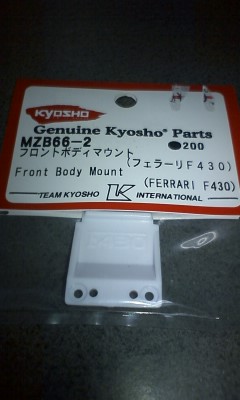 KYOSHO
Genuine Kyosho® Parts
MZB66-2
●200
フロントボディマウント
(フェラーリF430)
Front Body Mount
(FERRARI F430)
TEAM KYOSHO K INTERNATIONAL